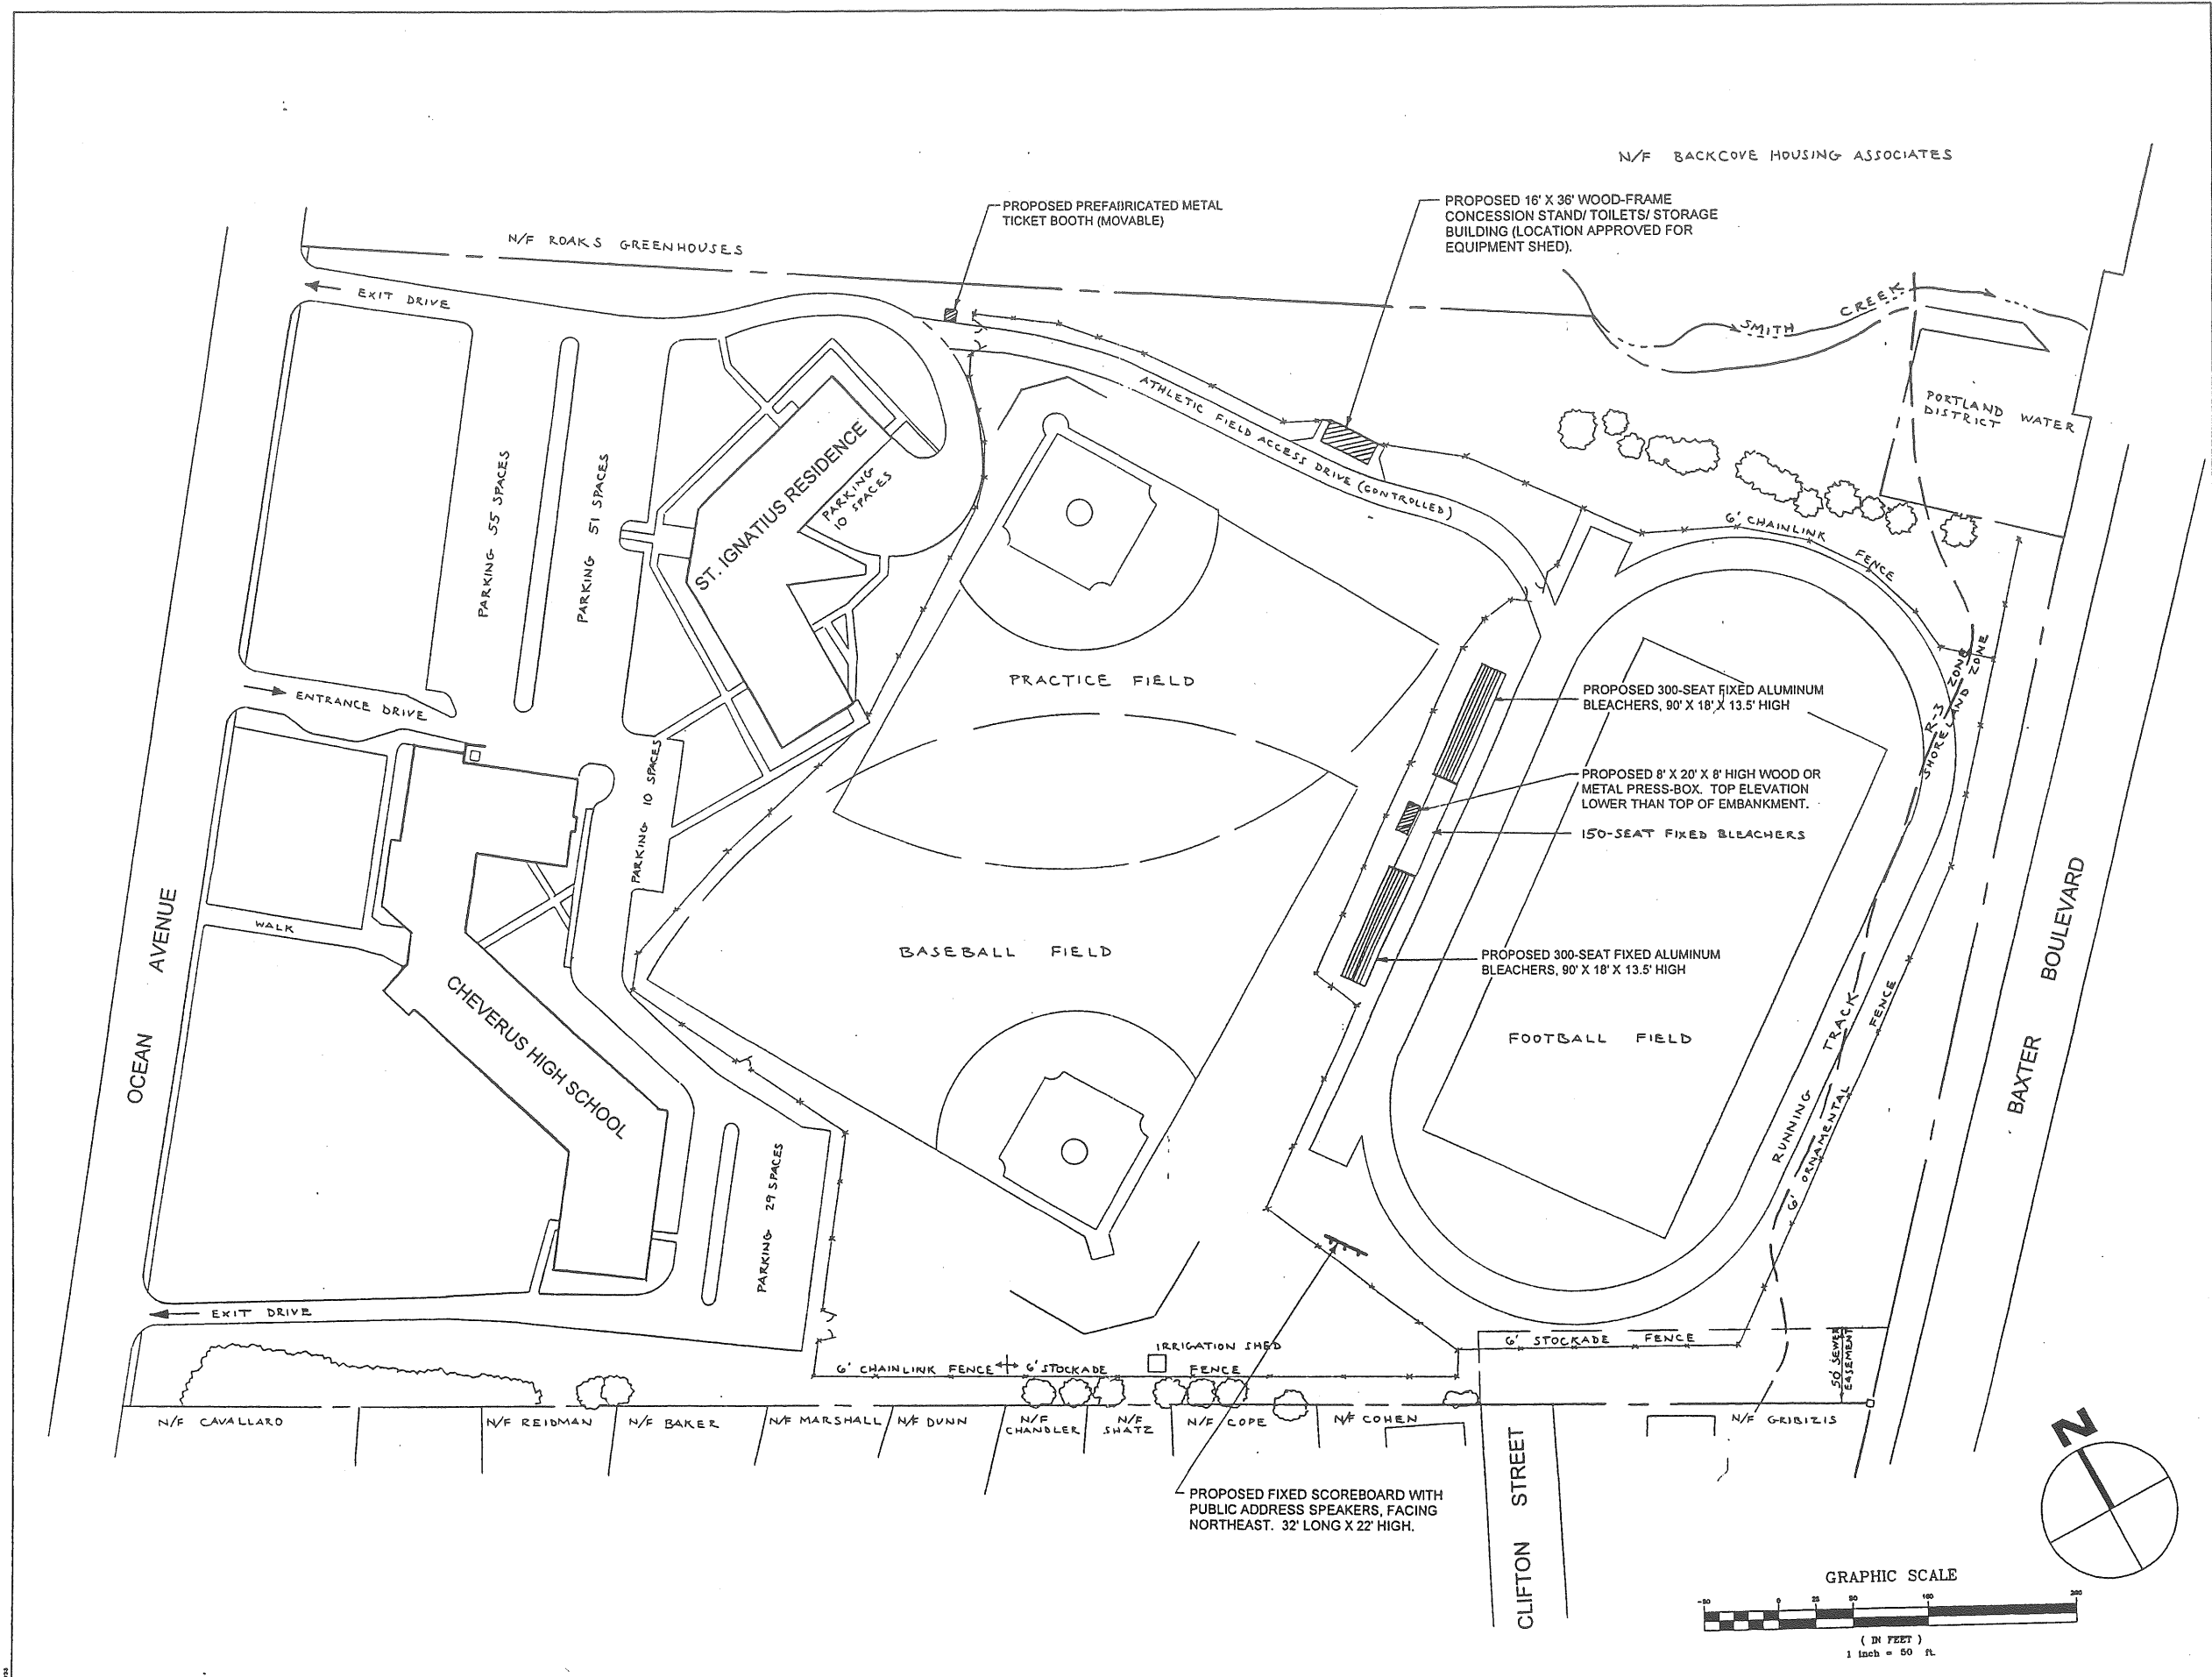 N/F BACKCOVE HOUSING ASSOCIATES
PROPOSED PREFABRICATED METAL
TICKET BOOTH (MOVABLE)
PROPOSED 16' X 36' WOOD-FRAME
CONCESSION STAND/ TOILETS/ STORAGE
BUILDING (LOCATION APPROVED FOR
EQUIPMENT SHED).
N/F ROAKS GREENHOUSES
EXIT DRIVE
SMITH CREEK
PORTLAND WATER
DISTRICT
ATHLETIC FIELD ACCESS DRIVE (CONTROLLED)
PARKING 55 SPACES
PARKING 51 SPACES
ST. IGNATIUS RESIDENCE
PARKING
10 SPACES
6' CHAINLINK FENCE
R-3 ZONE
SHORELAND ZONE
ENTRANCE DRIVE
PRACTICE FIELD
PROPOSED 300-SEAT FIXED ALUMINUM
BLEACHERS, 90' X 18' X 13.5' HIGH
PROPOSED 8' X 20' X 8' HIGH WOOD OR
METAL PRESS-BOX. TOP ELEVATION
LOWER THAN TOP OF EMBANKMENT.
150-SEAT FIXED BLEACHERS
PARKING 10 SPACES
OCEAN AVENUE
WALK
BASEBALL FIELD
PROPOSED 300-SEAT FIXED ALUMINUM
BLEACHERS, 90' X 18' X 13.5' HIGH
CHEVERUS HIGH SCHOOL
FOOTBALL FIELD
RUNNING TRACK
6' ORNAMENTAL FENCE
BAXTER BOULEVARD
PARKING 29 SPACES
EXIT DRIVE
IRRIGATION SHED
6' CHAINLINK FENCE
6' STOCKADE FENCE
6' STOCKADE FENCE
50' SEWER
EASEMENT
N/F CAVALLARO
N/F REIDMAN
N/F BAKER
N/F MARSHALL
N/F DUNN
N/F
CHANDLER
N/F
SHATZ
N/F COPE
N/F COHEN
N/F GRIBIZIS
CLIFTON STREET
PROPOSED FIXED SCOREBOARD WITH
PUBLIC ADDRESS SPEAKERS, FACING
NORTHEAST. 32' LONG X 22' HIGH.
N
GRAPHIC SCALE
-50 0 25 50 100 200
( IN FEET )
1 inch = 50 ft.